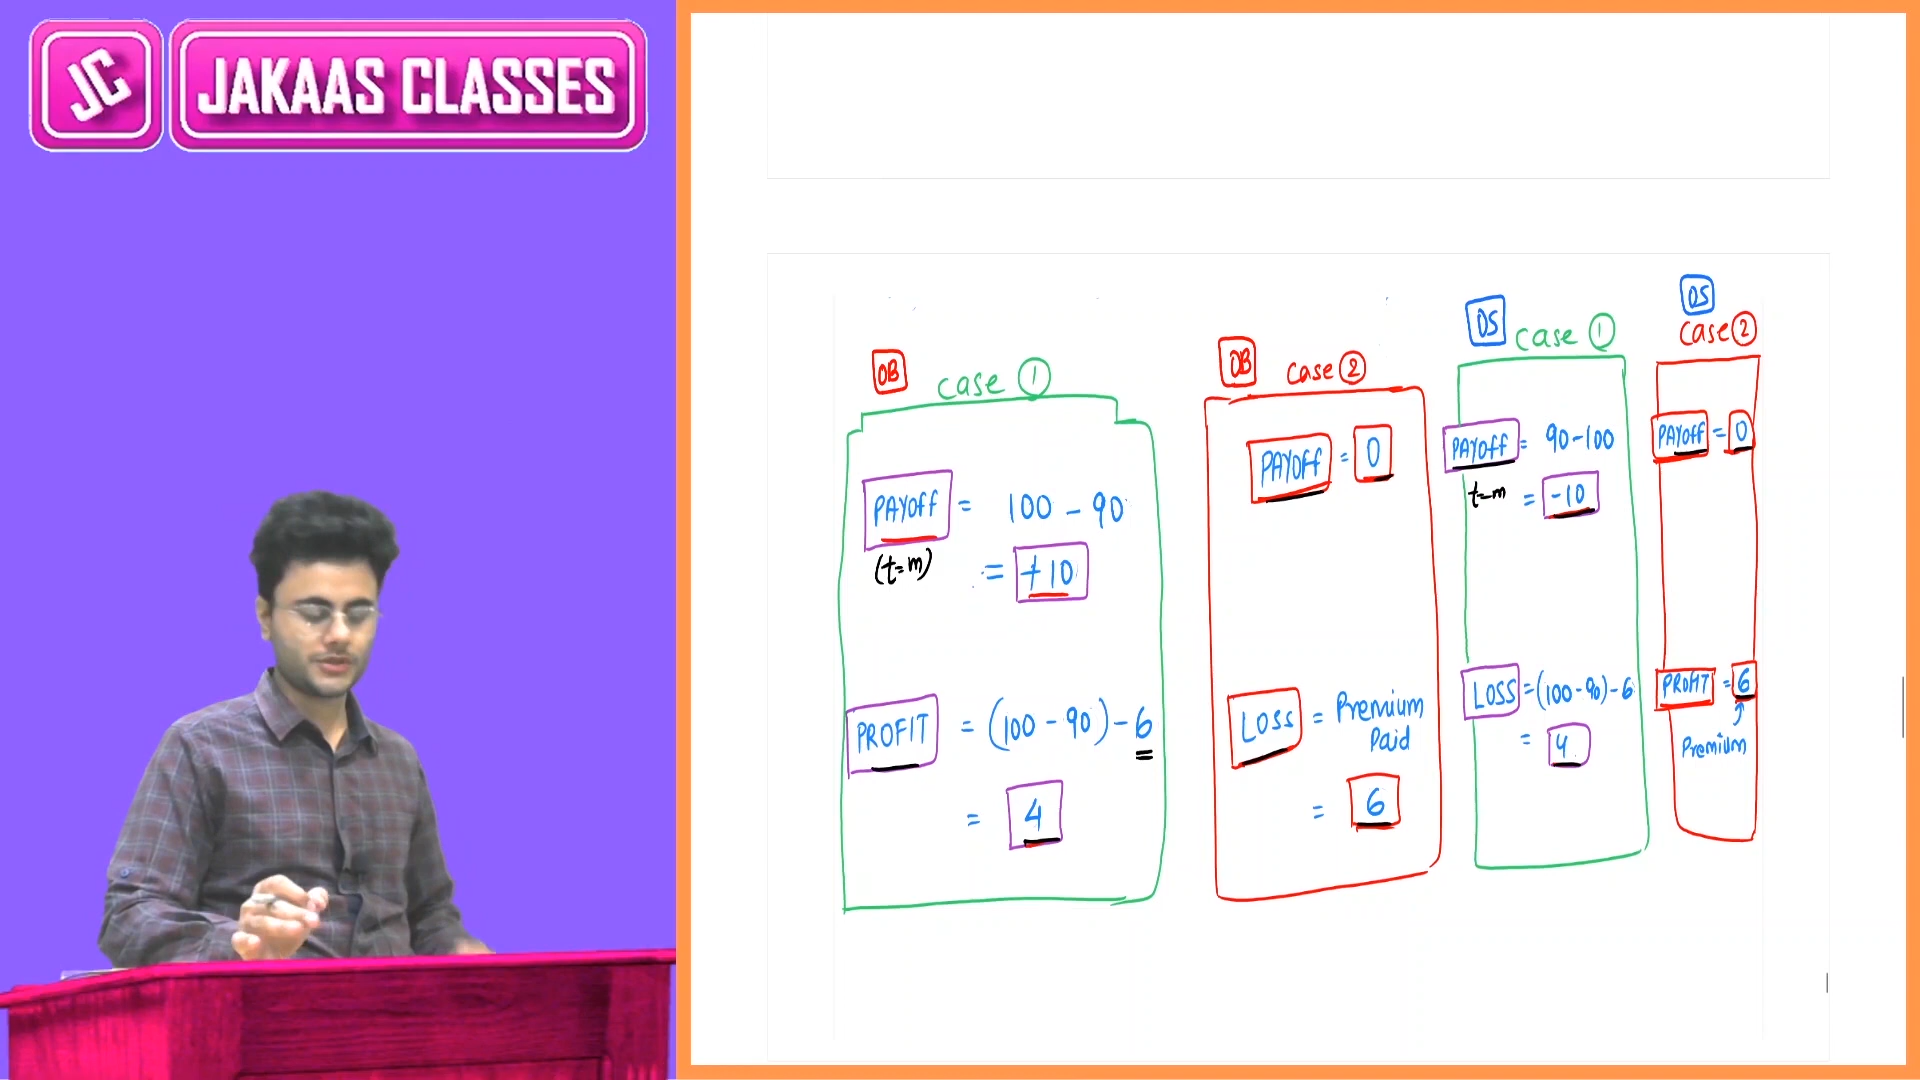 JC
JAKAAS CLASSES
OB
case ①
PAYOFF = 100 - 90
(t=m)
= +10
PROFIT = (100 - 90) - 6
= 4
OB
case ②
PAYOFF = 0
LOSS = Premium
Paid
= 6
OS
case ①
PAYOFF = 90-100
t=m = -10
LOSS = (100-90)-6
= 4
OS
case ②
PAYOFF = 0
PROFIT = 6
Premium